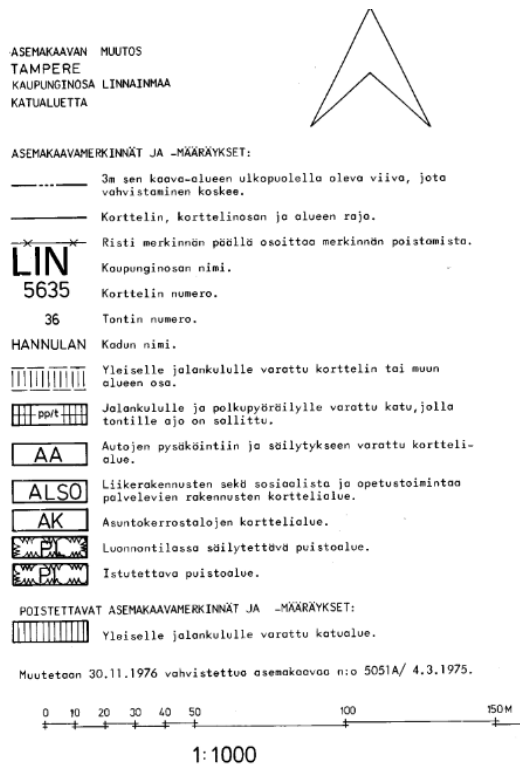 ASEMAKAAVAN MUUTOS
TAMPERE
KAUPUNGINOSA LINNAINMAA
KATUALUETTA
ASEMAKAAVAMERKINNÄT JA -MÄÄRÄYKSET:
3m sen kaava-alueen ulkopuolella oleva viiva, jota
vahvistaminen koskee.
Korttelin, korttelinosan ja alueen raja.
Risti merkinnän päällä osoittaa merkinnän poistamista.
LIN Kaupunginosan nimi.
5635 Korttelin numero.
36 Tontin numero.
HANNULAN Kadun nimi.
Yleiselle jalankululle varattu korttelin tai muun
alueen osa.
pp/t Jalankululle ja polkupyöräilylle varattu katu, jolla
tontille ajo on sallittu.
AA Autojen pysäköintiin ja säilytykseen varattu kortteli-
alue.
ALSO Liikerakennusten sekä sosiaalista ja opetustoimintaa
palvelevien rakennusten korttelialue.
AK Asuntokerrostalojen korttelialue.
PL Luonnontilassa säilytettävä puistoalue.
PI Istutettava puistoalue.
POISTETTAVAT ASEMAKAAVAMERKINNÄT JA -MÄÄRÄYKSET:
Yleiselle jalankululle varattu katualue.
Muutetaan 30.11.1976 vahvistettua asemakaavaa n:o 5051A/ 4.3.1975.
0 10 20 30 40 50 100 150M
1:1000